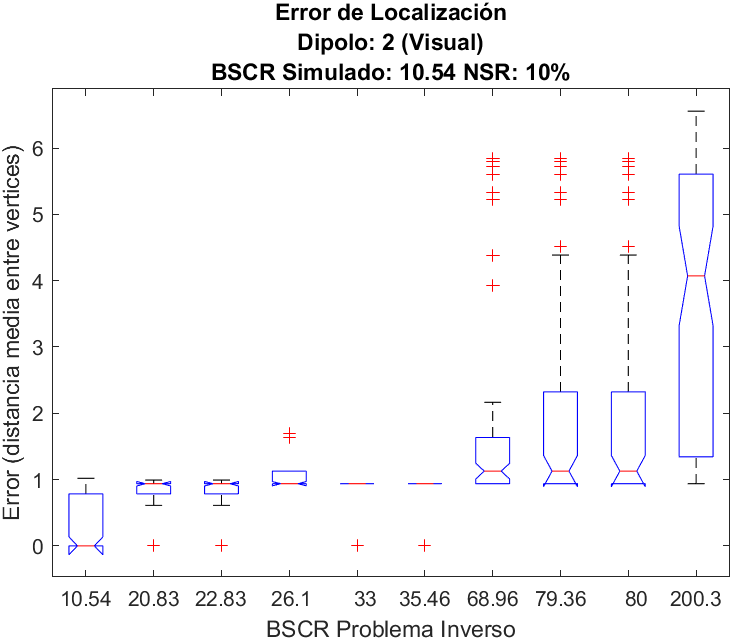 Error de Localización
Dipolo: 2 (Visual)
BSCR Simulado: 10.54 NSR: 10%
Error (distancia media entre vertices)
6
5
4
3
2
1
0
10.54 20.83 22.83 26.1 33 35.46 68.96 79.36 80 200.3
BSCR Problema Inverso